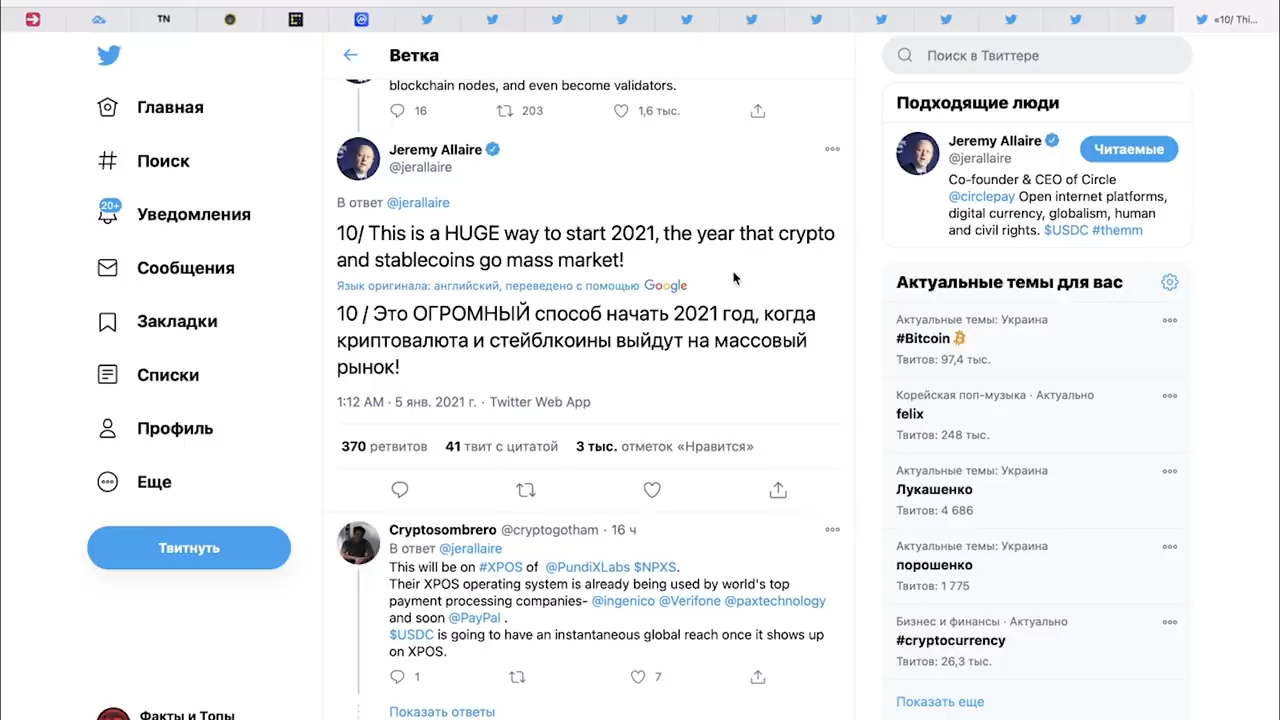 TN
«10/ Thi...
Главная
Поиск
20+
Уведомления
Сообщения
Закладки
Списки
Профиль
Еще
Твитнуть
Факты и Топы
Ветка
blockchain nodes, and even become validators.
16 203 1,6 тыс.
Jeremy Allaire
@jerallaire
В ответ @jerallaire
10/ This is a HUGE way to start 2021, the year that crypto
and stablecoins go mass market!
Язык оригинала: английский, переведено с помощью Google
10 / Это ОГРОМНЫЙ способ начать 2021 год, когда
криптовалюта и стейблкоины выйдут на массовый
рынок!
1:12 AM · 5 янв. 2021 г. · Twitter Web App
370 ретвитов 41 твит с цитатой 3 тыс. отметок «Нравится»
Cryptosombrero @cryptogotham · 16 ч
В ответ @jerallaire
This will be on #XPOS of @PundiXLabs $NPXS.
Their XPOS operating system is already being used by world's top
payment processing companies- @ingenico @Verifone @paxtechnology
and soon @PayPal .
$USDC is going to have an instantaneous global reach once it shows up
on XPOS.
1 7
Показать ответы
Поиск в Твиттере
Подходящие люди
Jeremy Allaire
@jerallaire
Читаемые
Co-founder & CEO of Circle
@circlepay Open internet platforms,
digital currency, globalism, human
and civil rights. $USDC #themm
Актуальные темы для вас
Актуальные темы: Украина
#Bitcoin
Твитов: 97,4 тыс.
Корейская поп-музыка · Актуально
felix
Твитов: 248 тыс.
Актуальные темы: Украина
Лукашенко
Твитов: 4 686
Актуальные темы: Украина
порошенко
Твитов: 1 775
Бизнес и финансы · Актуально
#cryptocurrency
Твитов: 26,3 тыс.
Показать еще